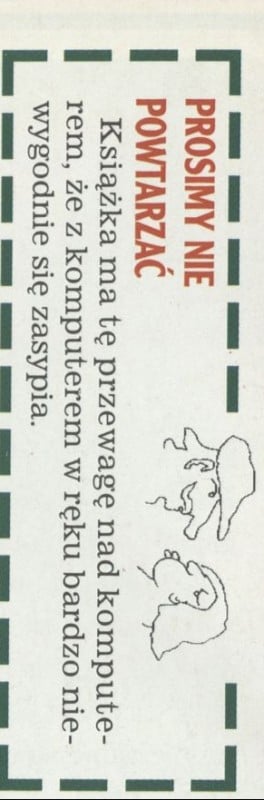 PROSIMY NIE
POWTARZAĆ
Książka ma tę przewagę nad kompute-
rem, że z komputerem w ręku bardzo nie-
wygodnie się zasypia.